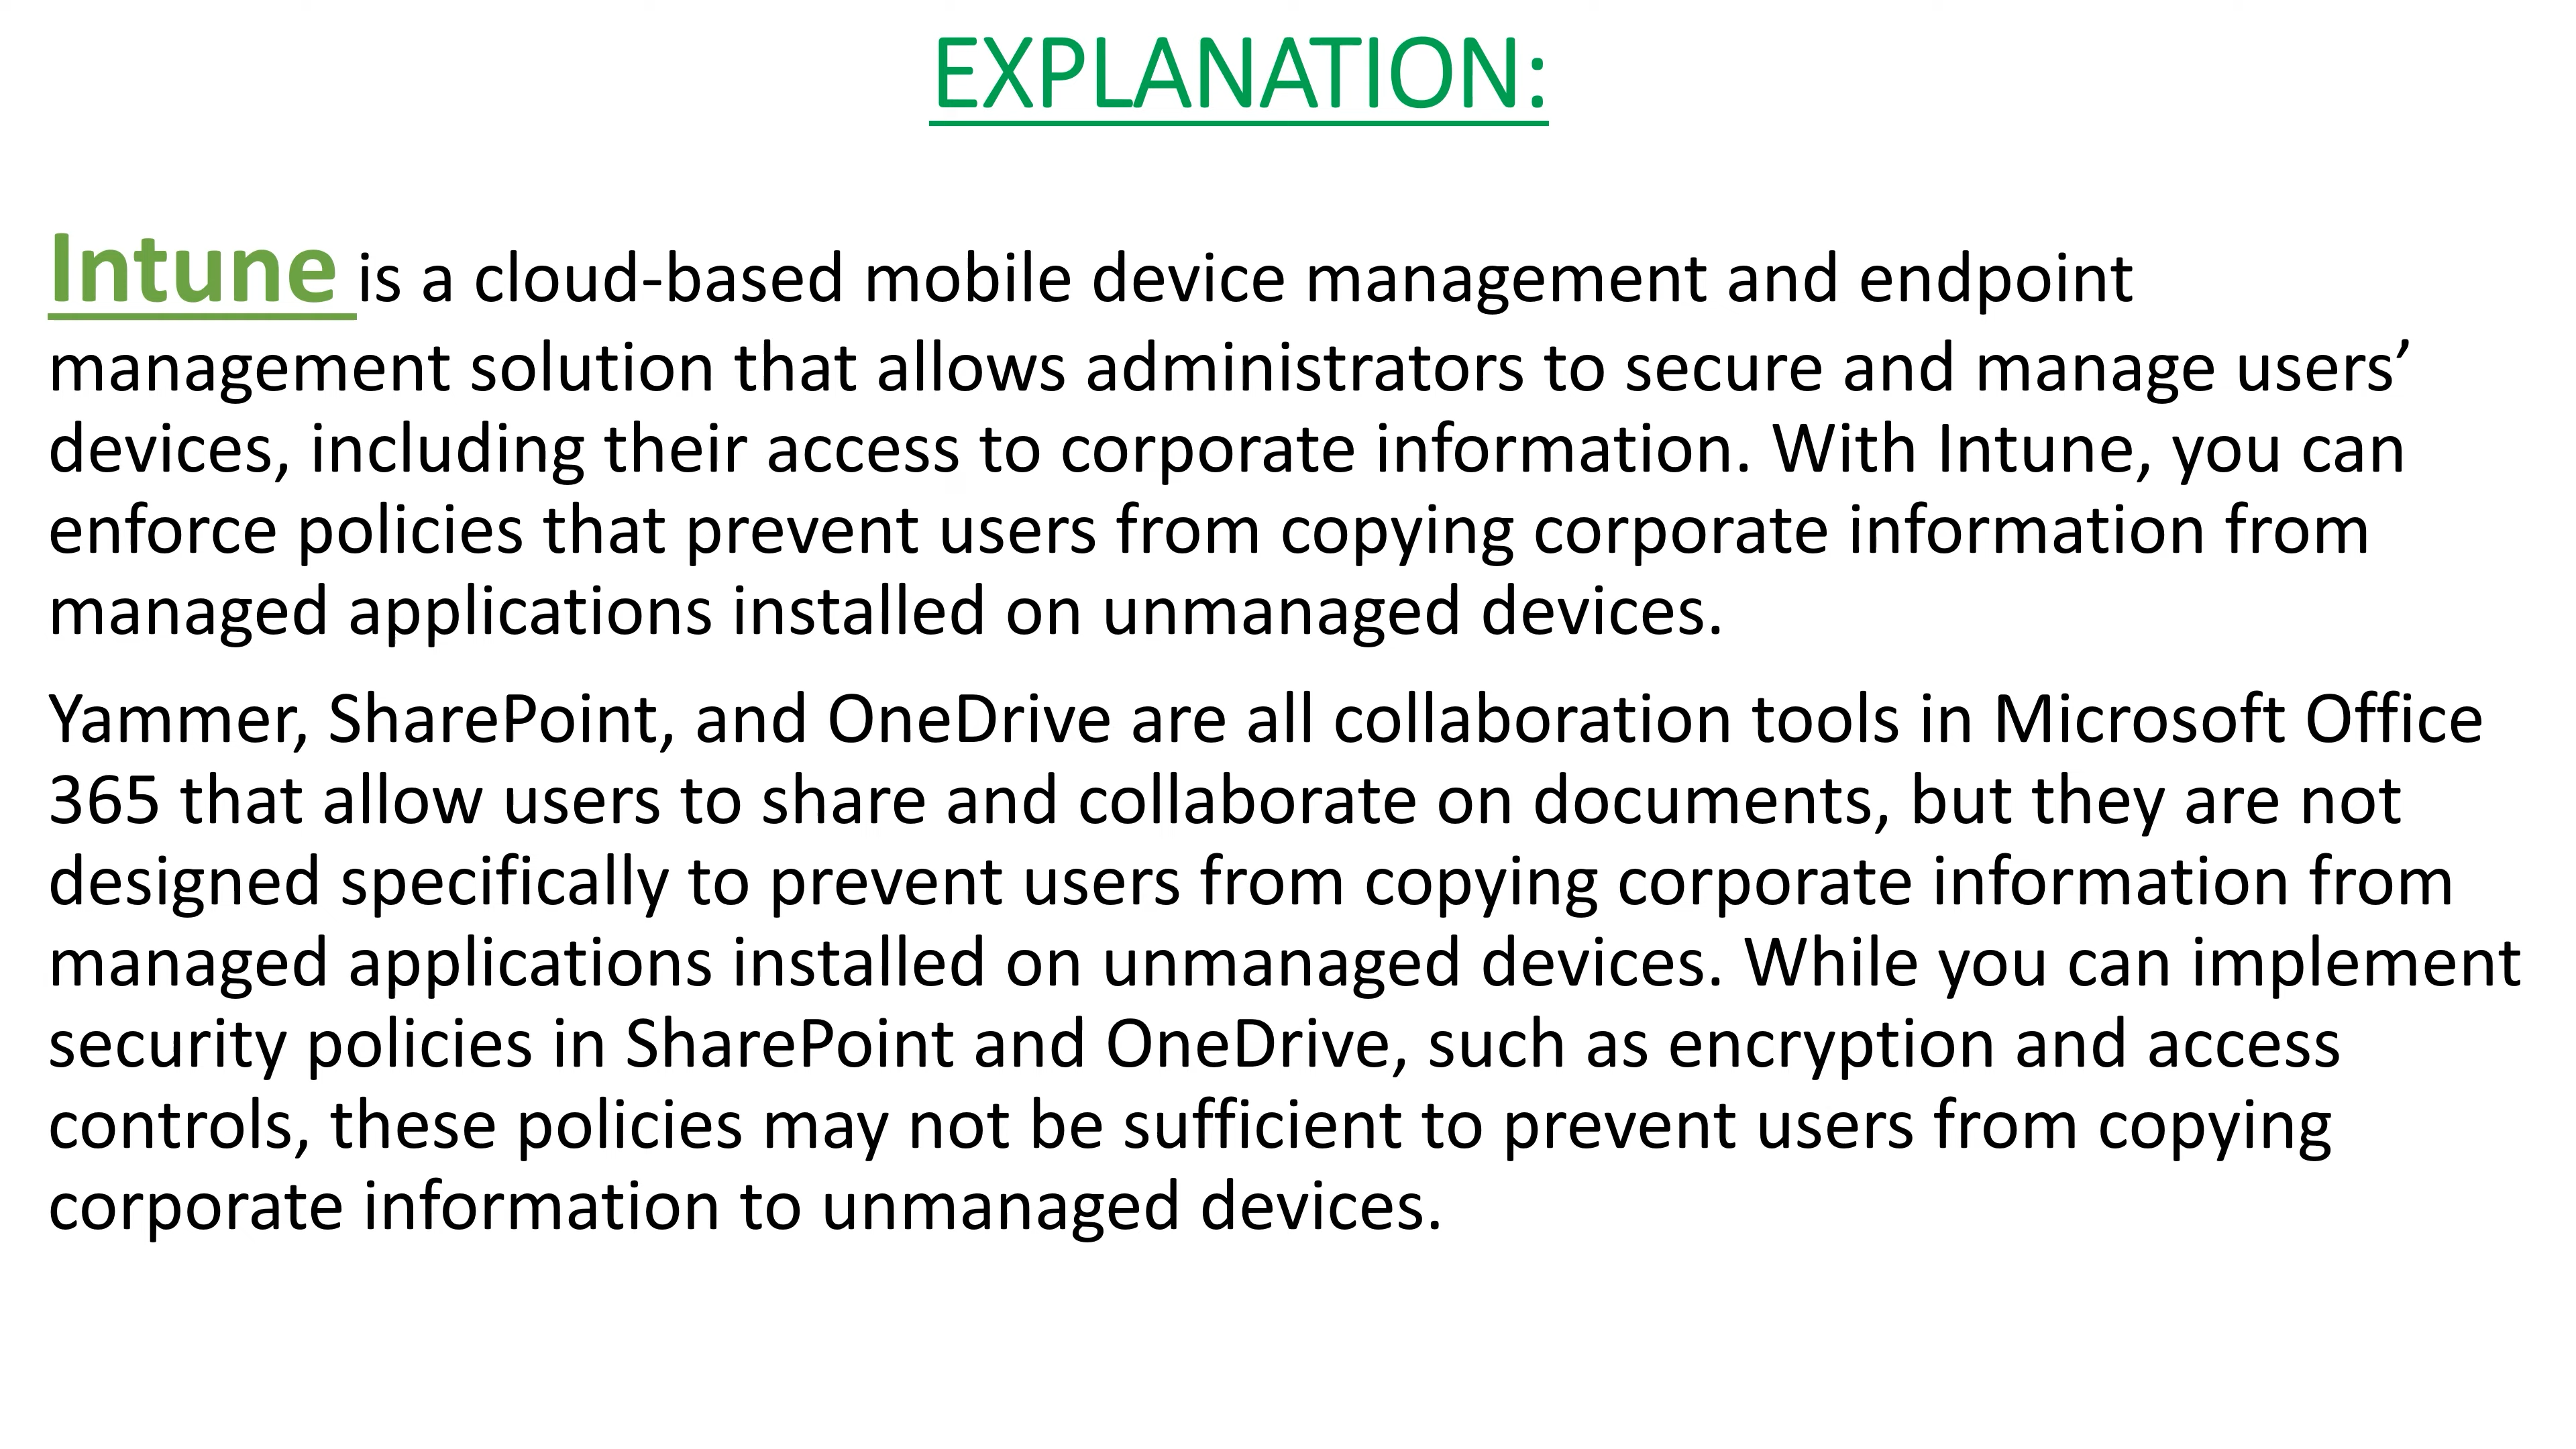 EXPLANATION:
Intune is a cloud-based mobile device management and endpoint
management solution that allows administrators to secure and manage users’
devices, including their access to corporate information. With Intune, you can
enforce policies that prevent users from copying corporate information from
managed applications installed on unmanaged devices.
Yammer, SharePoint, and OneDrive are all collaboration tools in Microsoft Office
365 that allow users to share and collaborate on documents, but they are not
designed specifically to prevent users from copying corporate information from
managed applications installed on unmanaged devices. While you can implement
security policies in SharePoint and OneDrive, such as encryption and access
controls, these policies may not be sufficient to prevent users from copying
corporate information to unmanaged devices.